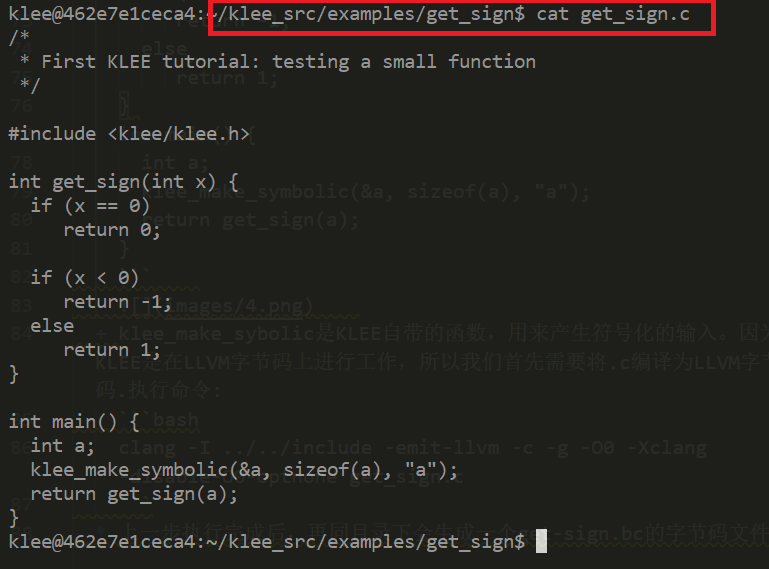 klee@462e7e1ceca4:~/klee_src/examples/get_sign$ cat get_sign.c
/*
 * First KLEE tutorial: testing a small function
 */

#include <klee/klee.h>

int get_sign(int x) {
  if (x == 0)
     return 0;

  if (x < 0)
     return -1;
  else
     return 1;
}

int main() {
  int a;
  klee_make_symbolic(&a, sizeof(a), "a");
  return get_sign(a);
}
klee@462e7e1ceca4:~/klee_src/examples/get_sign$